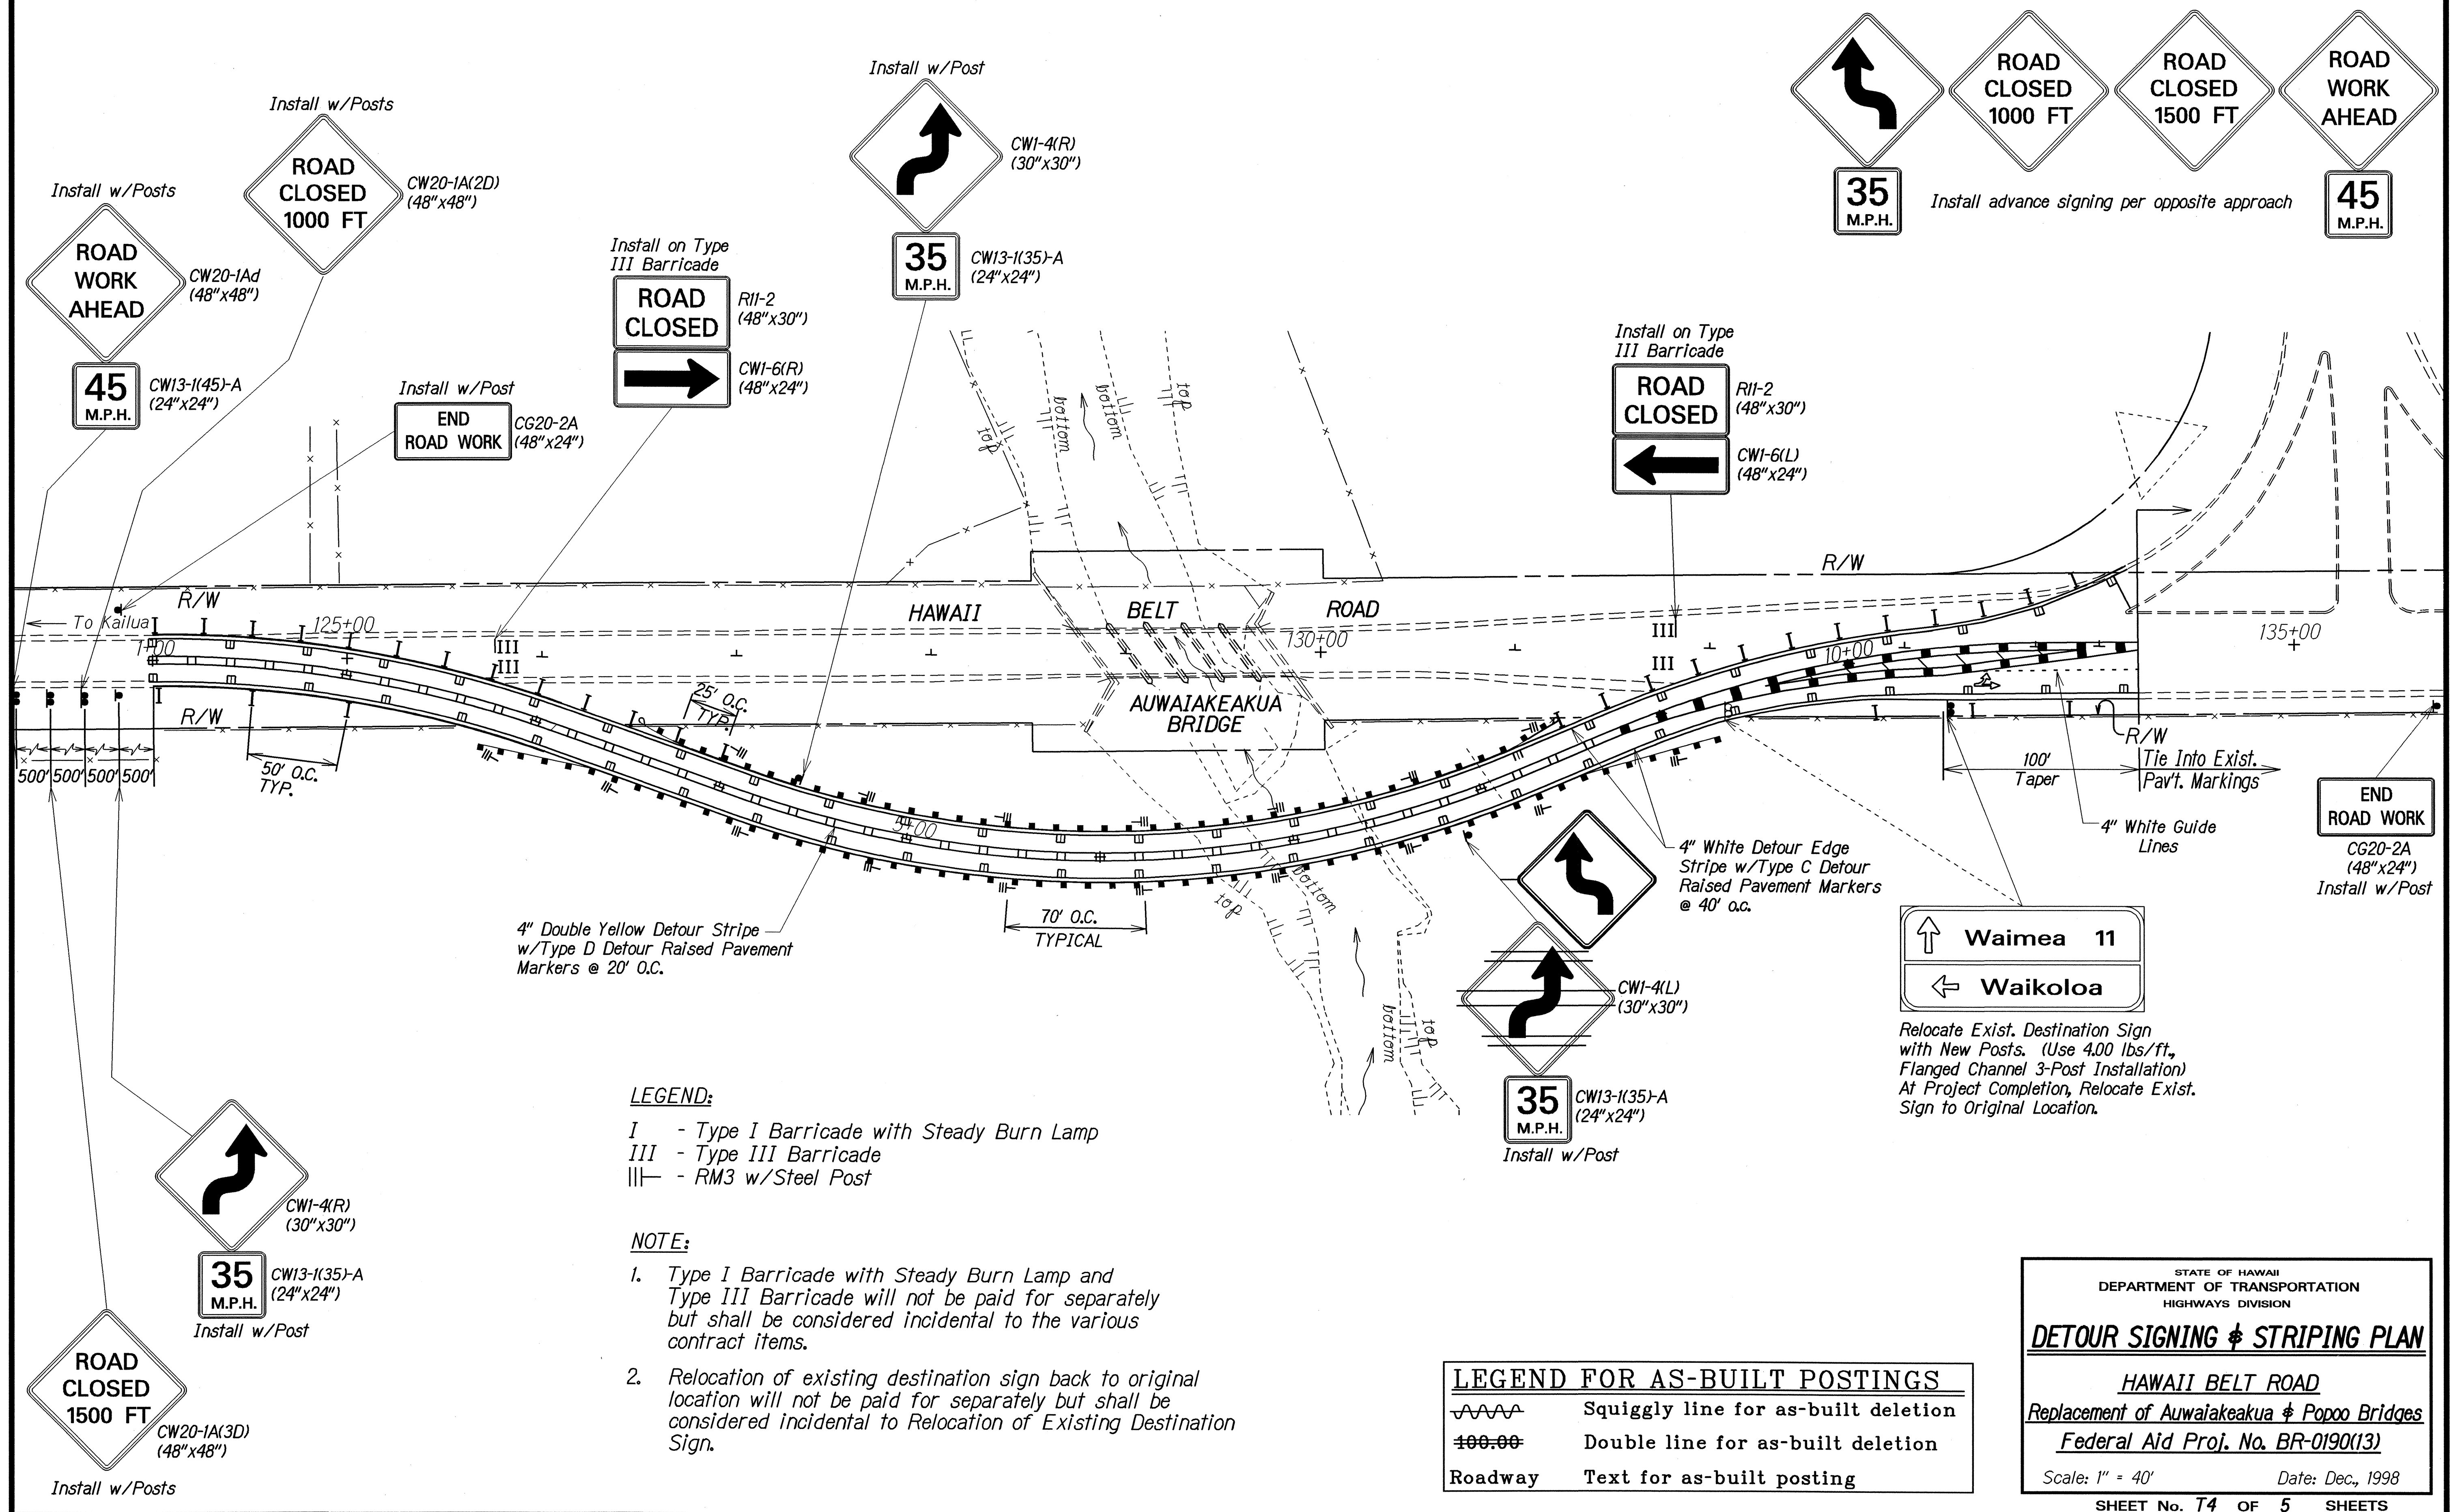 Install w/Posts
ROAD
WORK
AHEAD
CW20-1Ad
(48"x48")
45
M.P.H.
CW13-1(45)-A
(24"x24")
Install w/Posts
ROAD
CLOSED
1000 FT
CW20-1A(2D)
(48"x48")
Install w/Post
END
ROAD WORK
CG20-2A
(48"x24")
Install on Type
III Barricade
ROAD
CLOSED
R11-2
(48"x30")
CW1-6(R)
(48"x24")
Install w/Post
CW1-4(R)
(30"x30")
35
M.P.H.
CW13-1(35)-A
(24"x24")
Install on Type
III Barricade
ROAD
CLOSED
R11-2
(48"x30")
CW1-6(L)
(48"x24")
35
M.P.H.
ROAD
CLOSED
1000 FT
ROAD
CLOSED
1500 FT
ROAD
WORK
AHEAD
45
M.P.H.
Install advance signing per opposite approach
top
bottom
bottom
top
R/W
R/W
To Kailua
1+00
125+00
HAWAII BELT ROAD
130+00
10+00
135+00
III
III
III
III
AUWAIAKEAKUA
BRIDGE
R/W
R/W
500' 500' 500' 500'
50' O.C.
TYP.
25' O.C.
TYP.
5+00
100'
Taper
Tie Into Exist.
Pav't. Markings
4" White Guide
Lines
END
ROAD WORK
CG20-2A
(48"x24")
Install w/Post
4" White Detour Edge
Stripe w/Type C Detour
Raised Pavement Markers
@ 40' o.c.
4" Double Yellow Detour Stripe
w/Type D Detour Raised Pavement
Markers @ 20' O.C.
70' O.C.
TYPICAL
top
bottom
bottom
top
CW1-4(L)
(30"x30")
35
M.P.H.
CW13-1(35)-A
(24"x24")
Install w/Post
Waimea 11
Waikoloa
Relocate Exist. Destination Sign
with New Posts. (Use 4.00 lbs/ft.,
Flanged Channel 3-Post Installation)
At Project Completion, Relocate Exist.
Sign to Original Location.
CW1-4(R)
(30"x30")
35
M.P.H.
CW13-1(35)-A
(24"x24")
Install w/Post
ROAD
CLOSED
1500 FT
CW20-1A(3D)
(48"x48")
Install w/Posts
LEGEND:
I - Type I Barricade with Steady Burn Lamp
III - Type III Barricade
- RM3 w/Steel Post
NOTE:
1. Type I Barricade with Steady Burn Lamp and
Type III Barricade will not be paid for separately
but shall be considered incidental to the various
contract items.
2. Relocation of existing destination sign back to original
location will not be paid for separately but shall be
considered incidental to Relocation of Existing Destination
Sign.
LEGEND FOR AS-BUILT POSTINGS
Squiggly line for as-built deletion
100.00 Double line for as-built deletion
Roadway Text for as-built posting
STATE OF HAWAII
DEPARTMENT OF TRANSPORTATION
HIGHWAYS DIVISION
DETOUR SIGNING & STRIPING PLAN
HAWAII BELT ROAD
Replacement of Auwaiakeakua & Popoo Bridges
Federal Aid Proj. No. BR-0190(13)
Scale: 1" = 40' Date: Dec., 1998
SHEET No. T4 OF 5 SHEETS